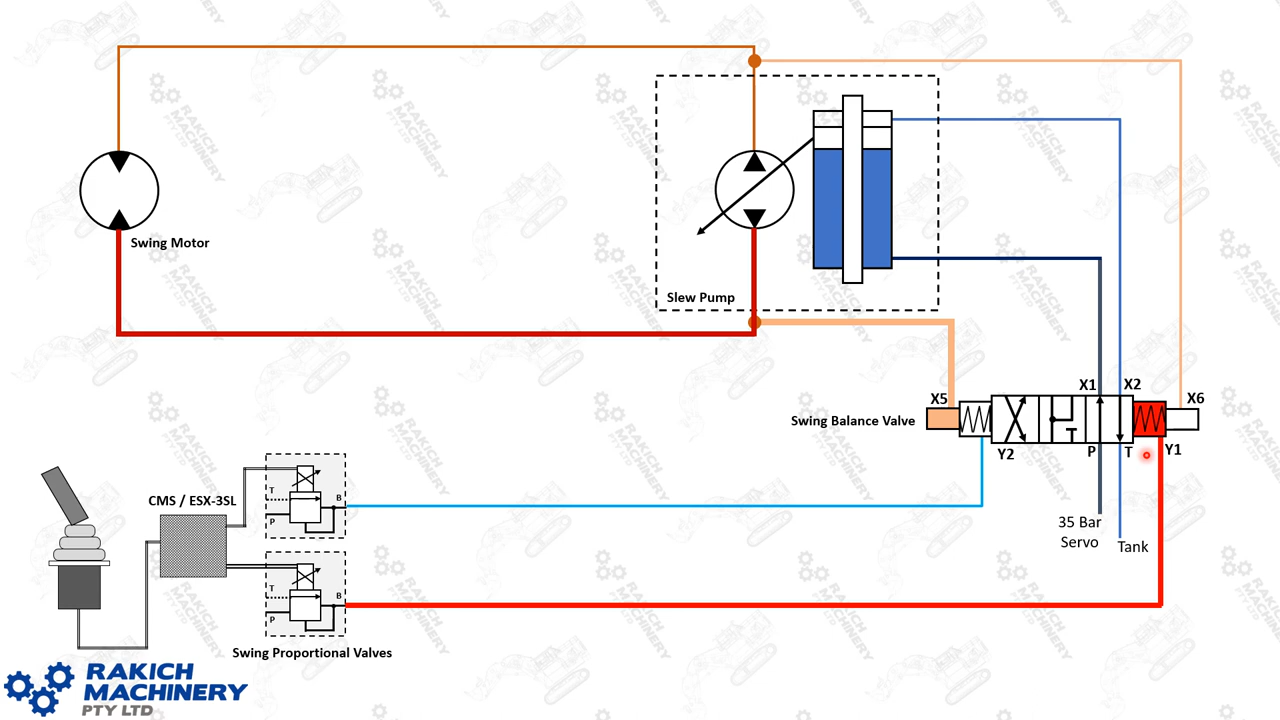 Swing Motor
Slew Pump
X1
X2
X5
X6
Swing Balance Valve
Y2
P
T
Y1
35 Bar
Servo
Tank
CMS / ESX-3SL
T
P
B
T
P
B
Swing Proportional Valves
RAKICH
MACHINERY
PTY LTD